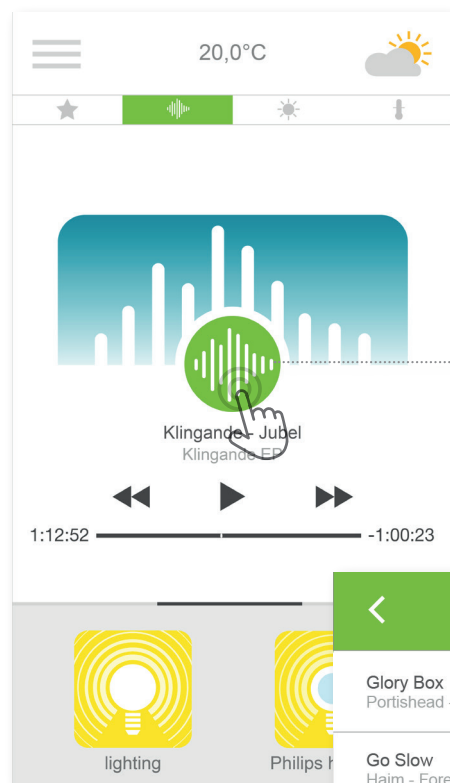 20,0°C
Klingande - Jubel
Klingande EP
1:12:52
-1:00:23
Glory Box
Portishead -
lighting
Philips h
Go Slow
Haim - Fore